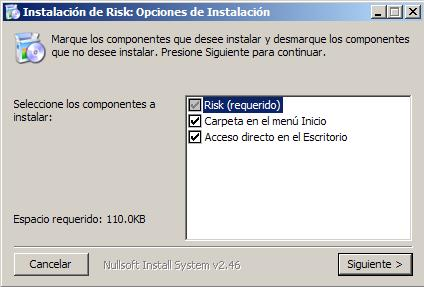 Instalación de Risk: Opciones de Instalación
Marque los componentes que desee instalar y desmarque los componentes
que no desee instalar. Presione Siguiente para continuar.
Seleccione los componentes a
instalar:
Risk (requerido)
Carpeta en el menú Inicio
Acceso directo en el Escritorio
Espacio requerido: 110.0KB
Cancelar
Nullsoft Install System v2.46
Siguiente >